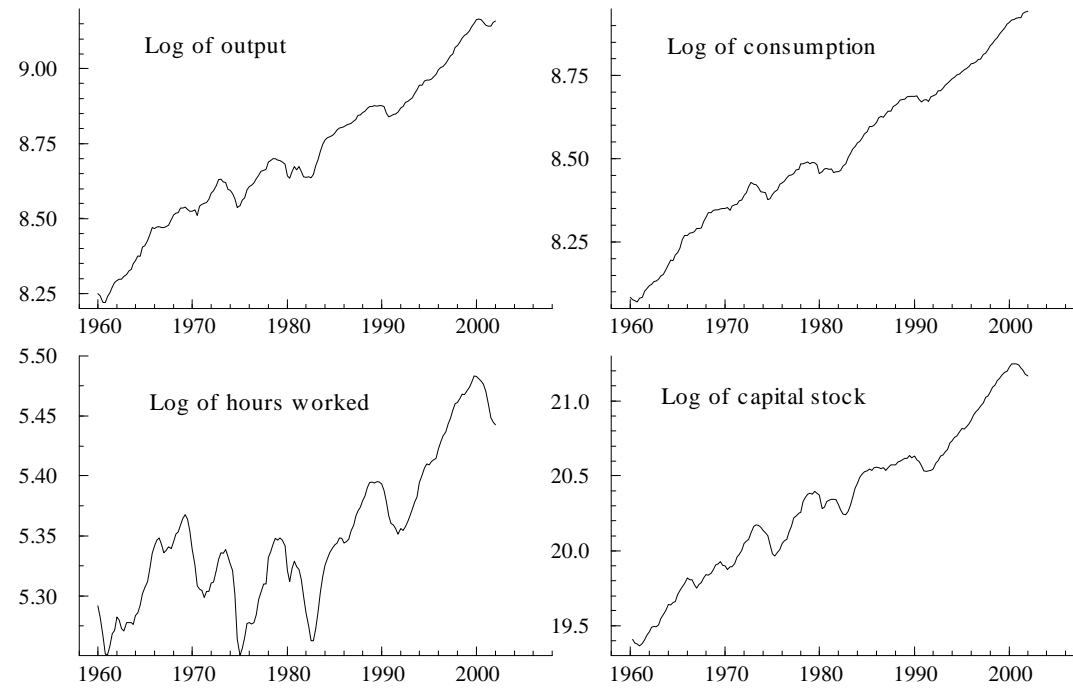 Log of output
9.00
8.75
8.50
8.25
1960 1970 1980 1990 2000
Log of consumption
8.75
8.50
8.25
1960 1970 1980 1990 2000
5.50
Log of hours worked
5.45
5.40
5.35
5.30
1960 1970 1980 1990 2000
Log of capital stock
21.0
20.5
20.0
19.5
1960 1970 1980 1990 2000